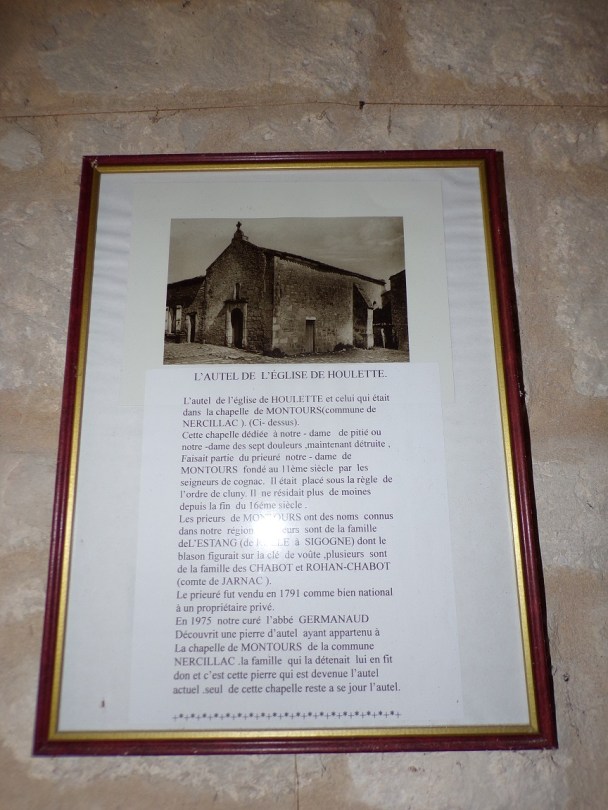 L'AUTEL DE L'ÉGLISE DE HOULETTE.
L'autel de l'église de HOULETTE et celui qui était
dans la chapelle de MONTOURS(commune de
NERCILLAC ). (Ci- dessus).
Cette chapelle dédiée à notre - dame de pitié ou
notre -dame des sept douleurs ,maintenant détruite ,
Faisait partie du prieuré notre - dame de
MONTOURS fondé au 11ème siècle par les
seigneurs de cognac. Il était placé sous la règle de
l'ordre de cluny. Il ne résidait plus de moines
depuis la fin du 16ème siècle .
Les prieurs de MONTOURS ont des noms connus
dans notre région sont de la famille
deL'ESTANG (de à SIGOGNE) dont le
blason figurait sur la clé de voûte ,plusieurs sont
de la famille des CHABOT et ROHAN-CHABOT
(comte de JARNAC ).
Le prieuré fut vendu en 1791 comme bien national
à un propriétaire privé.
En 1975 notre curé l'abbé GERMANAUD
Découvrit une pierre d'autel ayant appartenu à
La chapelle de MONTOURS de la commune
NERCILLAC .la famille qui la détenait lui en fit
don et c'est cette pierre qui est devenue l'autel
actuel .seul de cette chapelle reste a se jour l'autel.